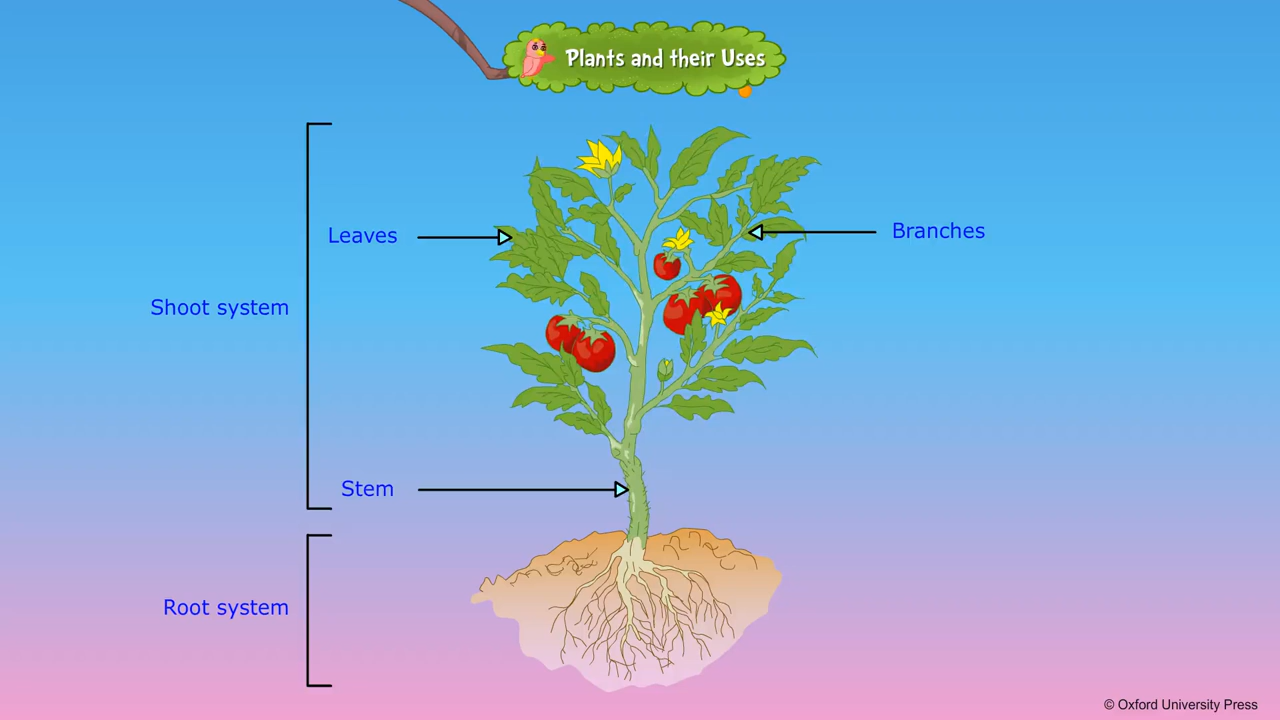 Plants and their Uses
Leaves
Branches
Shoot system
Stem
Root system
© Oxford University Press